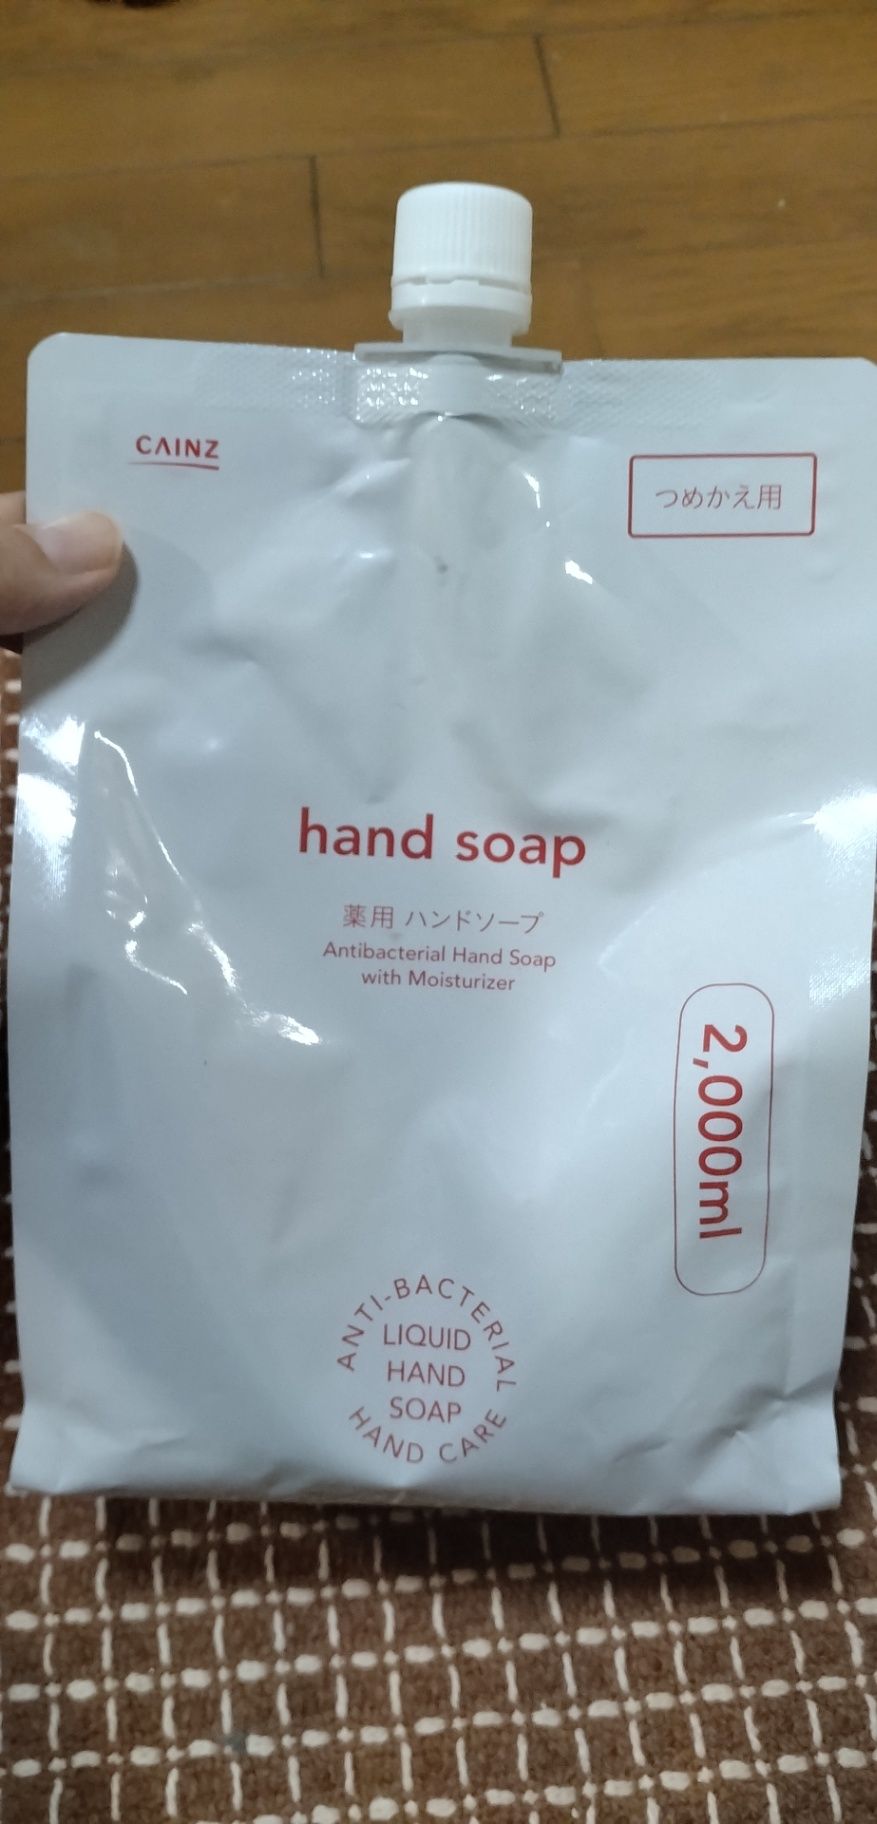 CAINZ
つめかえ用
hand soap
薬用 ハンドソープ
Antibacterial Hand Soap
with Moisturizer
2,000ml
ANTI-BACTERIAL
LIQUID
HAND
SOAP
HAND CARE